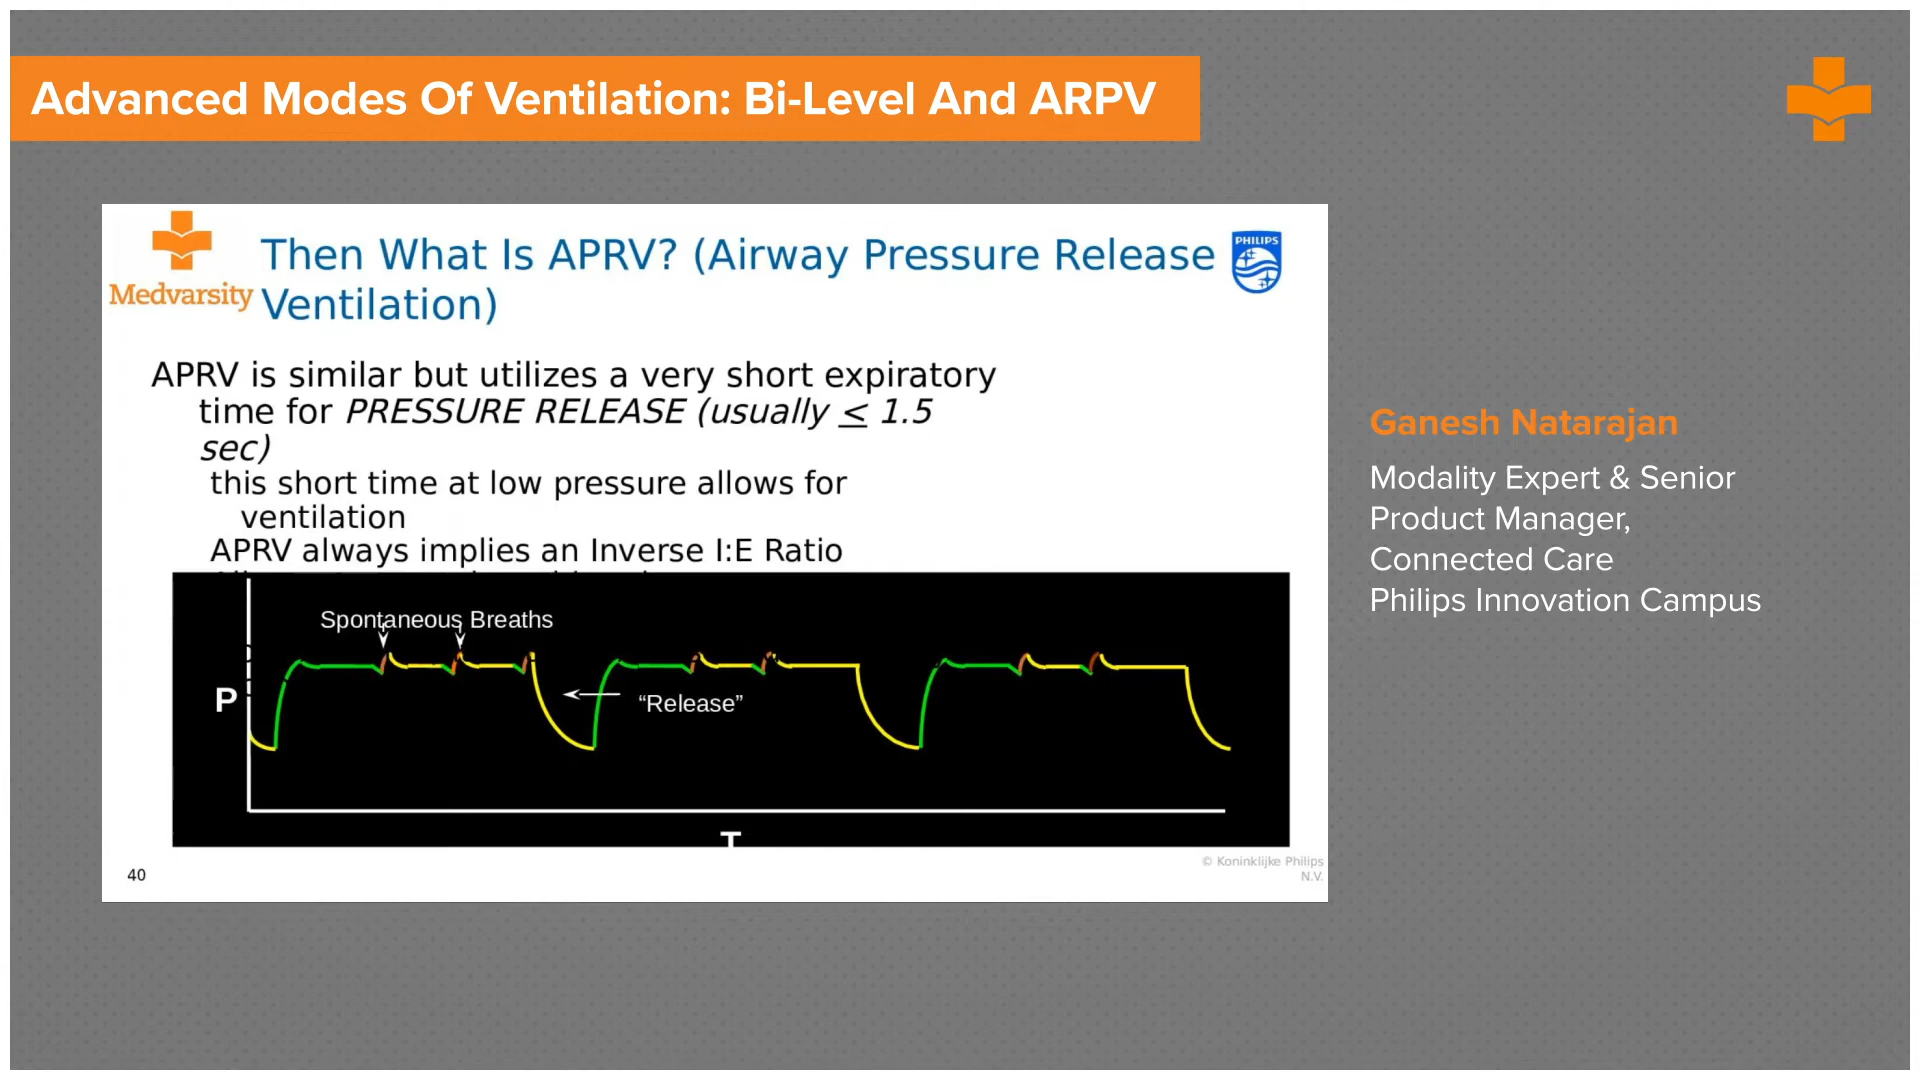 Advanced Modes Of Ventilation: Bi-Level And ARPV
Medvarsity
Then What Is APRV? (Airway Pressure Release
Ventilation)
PHILIPS
APRV is similar but utilizes a very short expiratory
time for PRESSURE RELEASE (usually ≤ 1.5
sec)
this short time at low pressure allows for
ventilation
APRV always implies an Inverse I:E Ratio
Spontaneous Breaths
P
“Release”
T
40
© Koninklijke Philips
N.V.
Ganesh Natarajan
Modality Expert & Senior
Product Manager,
Connected Care
Philips Innovation Campus